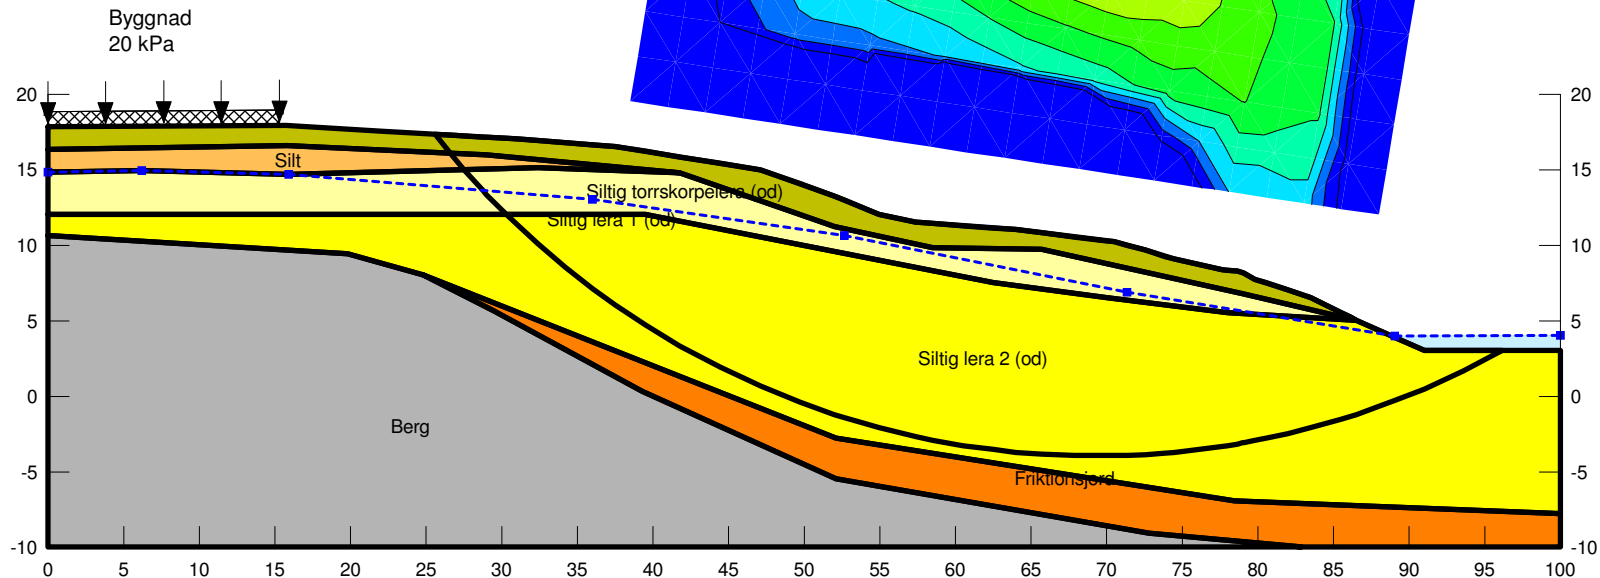 Byggnad
20 kPa
20
20
Silt
15
15
Siltig torrskorpelera (od)
Siltig lera 1 (od)
10
10
5
5
Siltig lera 2 (od)
0
0
Berg
-5
Friktionsjord
-5
-10
-10
0 5 10 15 20 25 30 35 40 45 50 55 60 65 70 75 80 85 90 95 100